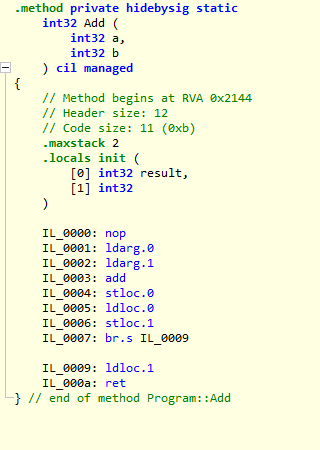 .method private hidebysig static
int32 Add (
int32 a,
int32 b
) cil managed
{
// Method begins at RVA 0x2144
// Header size: 12
// Code size: 11 (0xb)
.maxstack 2
.locals init (
[0] int32 result,
[1] int32
)
IL_0000: nop
IL_0001: ldarg.0
IL_0002: ldarg.1
IL_0003: add
IL_0004: stloc.0
IL_0005: ldloc.0
IL_0006: stloc.1
IL_0007: br.s IL_0009
IL_0009: ldloc.1
IL_000a: ret
} // end of method Program::Add